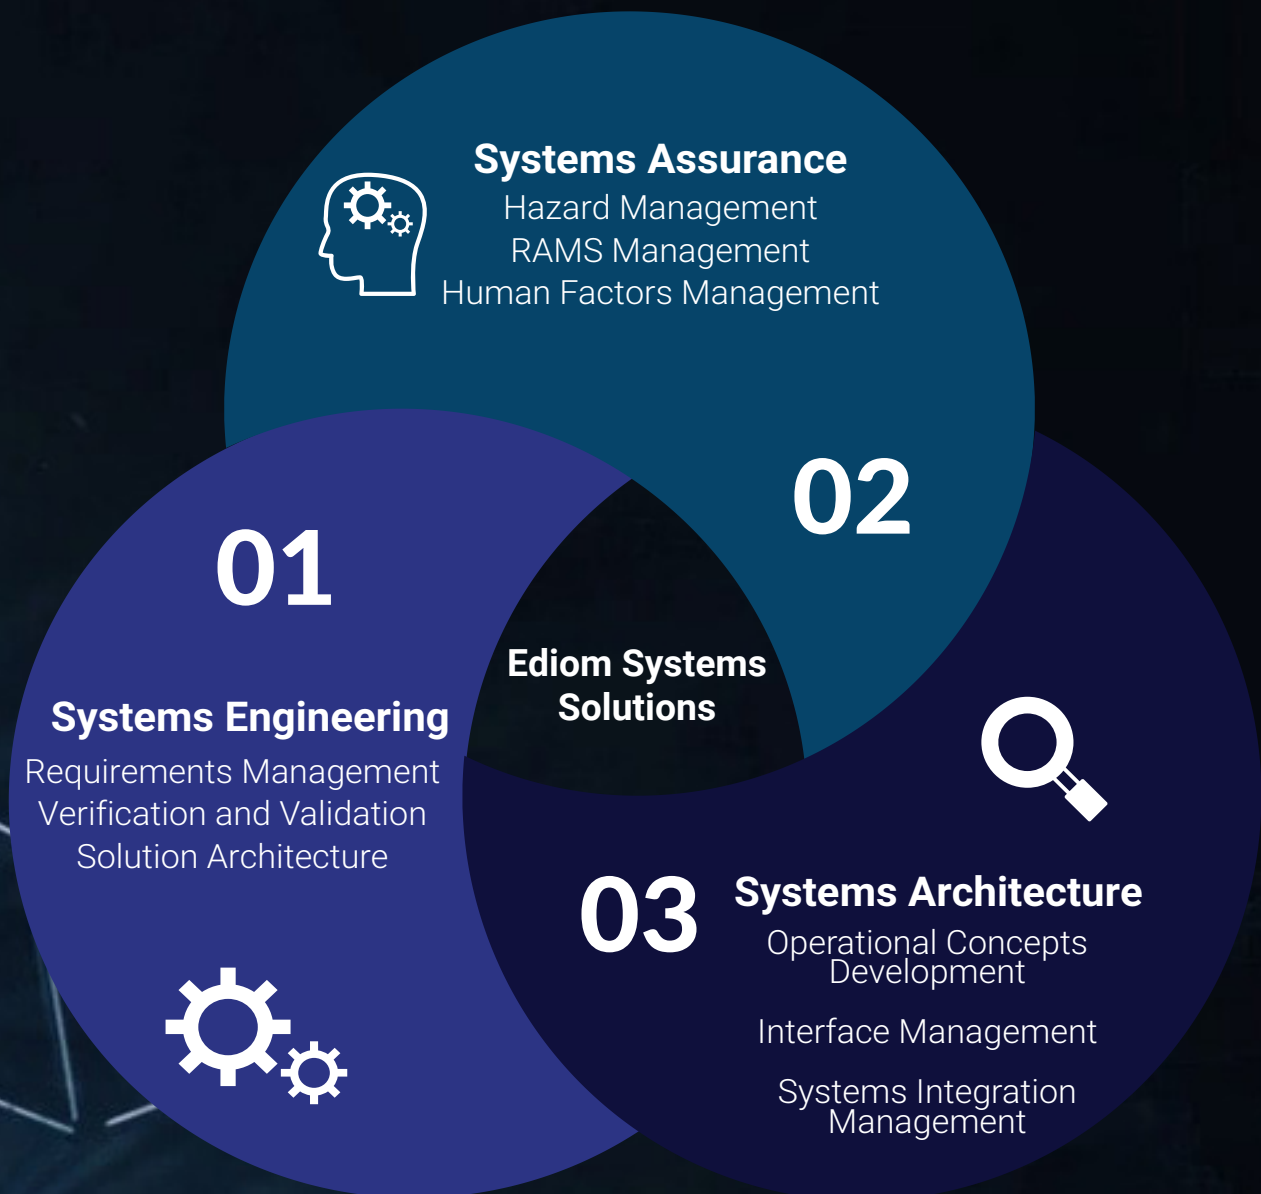 Systems Assurance
Hazard Management
RAMS Management
Human Factors Management
02
01
Systems Engineering
Requirements Management
Verification and Validation
Solution Architecture
Ediom Systems
Solutions
03
Systems Architecture
Operational Concepts
Development
Interface Management
Systems Integration
Management